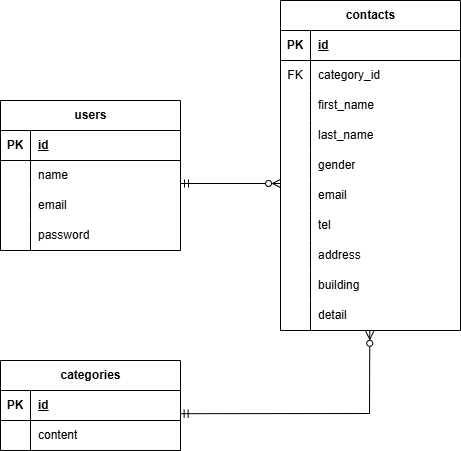 contacts
PK id
FK category_id
first_name
last_name
gender
email
tel
address
building
detail
users
PK id
name
email
password
categories
PK id
content